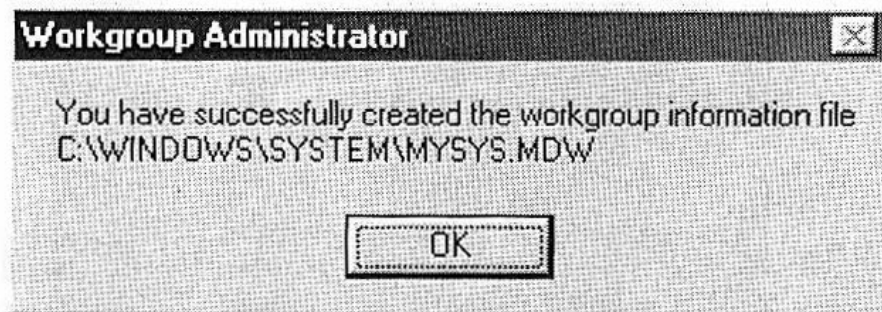 Workgroup Administrator
You have successfully created the workgroup information file
C:\WINDOWS\SYSTEM\MYSYS.MDW
OK